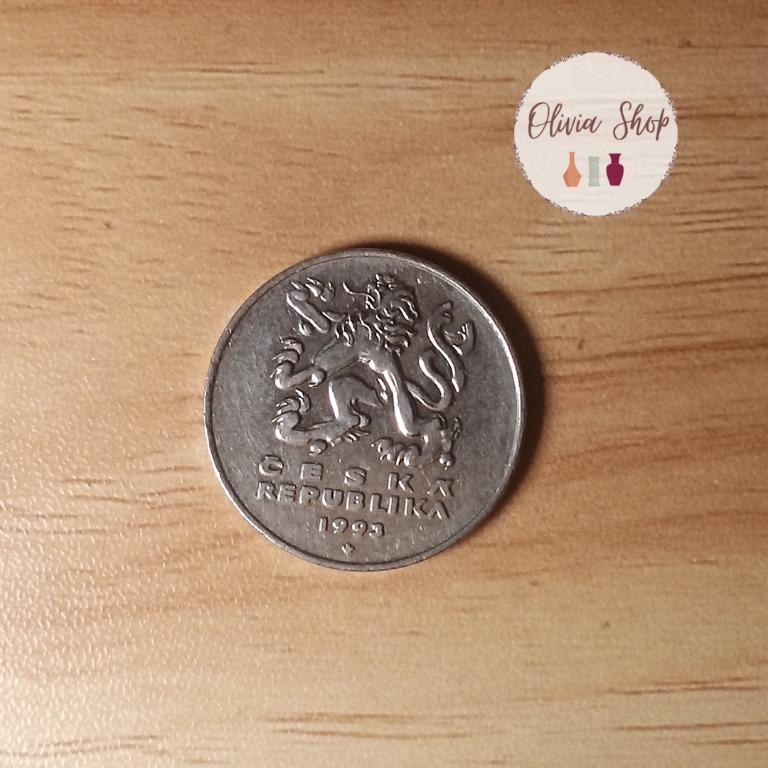 Olivia Shop
ČESKÁ
REPUBLIKA
1993